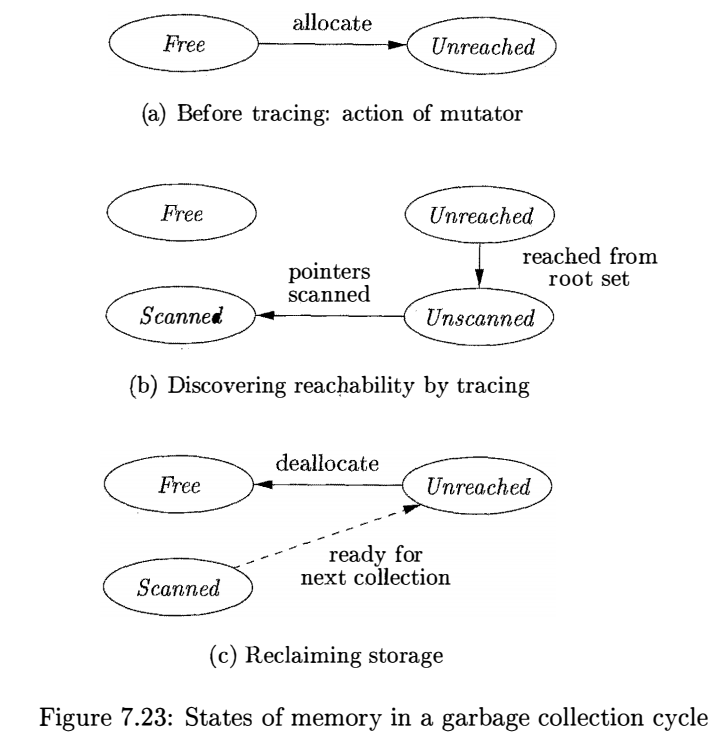 allocate
Free
Unreached
(a) Before tracing: action of mutator
Free
Unreached
reached from
root set
pointers
scanned
Scanned
Unscanned
(b) Discovering reachability by tracing
deallocate
Free
Unreached
ready for
next collection
Scanned
(c) Reclaiming storage
Figure 7.23: States of memory in a garbage collection cycle